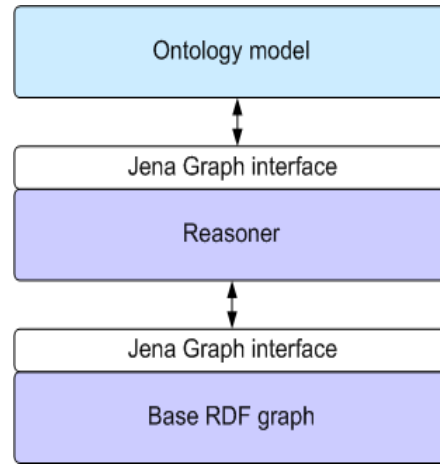 Ontology model
Jena Graph interface
Reasoner
Jena Graph interface
Base RDF graph